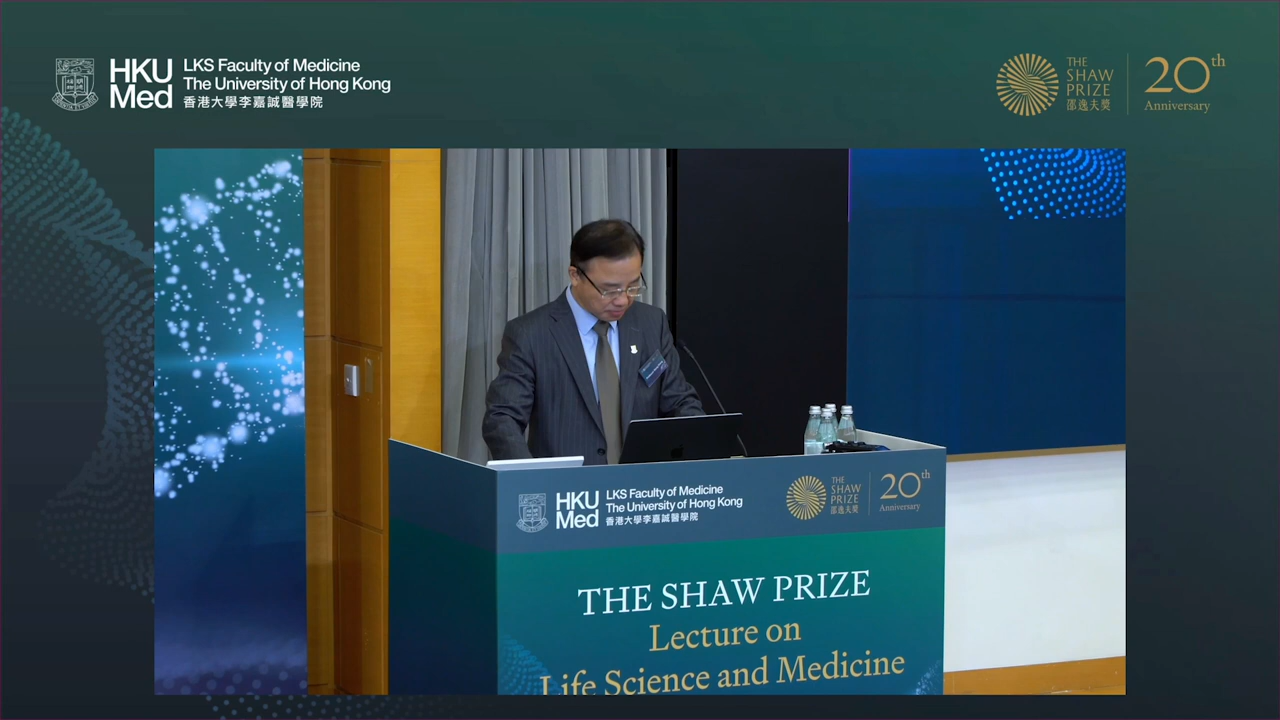 HKU
Med
LKS Faculty of Medicine
The University of Hong Kong
香港大學李嘉誠醫學院
THE
SHAW
PRIZE
邵逸夫獎
20th
Anniversary
HKU
Med
LKS Faculty of Medicine
The University of Hong Kong
香港大學李嘉誠醫學院
THE
SHAW
PRIZE
邵逸夫獎
20th
Anniversary
THE SHAW PRIZE
Lecture on
Life Science and Medicine